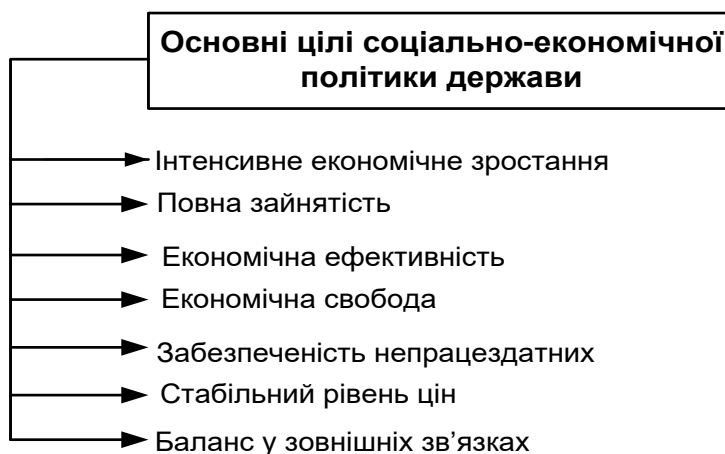 Основні цілі соціально-економічної
політики держави
Інтенсивне економічне зростання
Повна зайнятість
Економічна ефективність
Економічна свобода
Забезпеченість непрацездатних
Стабільний рівень цін
Баланс у зовнішніх зв’язках